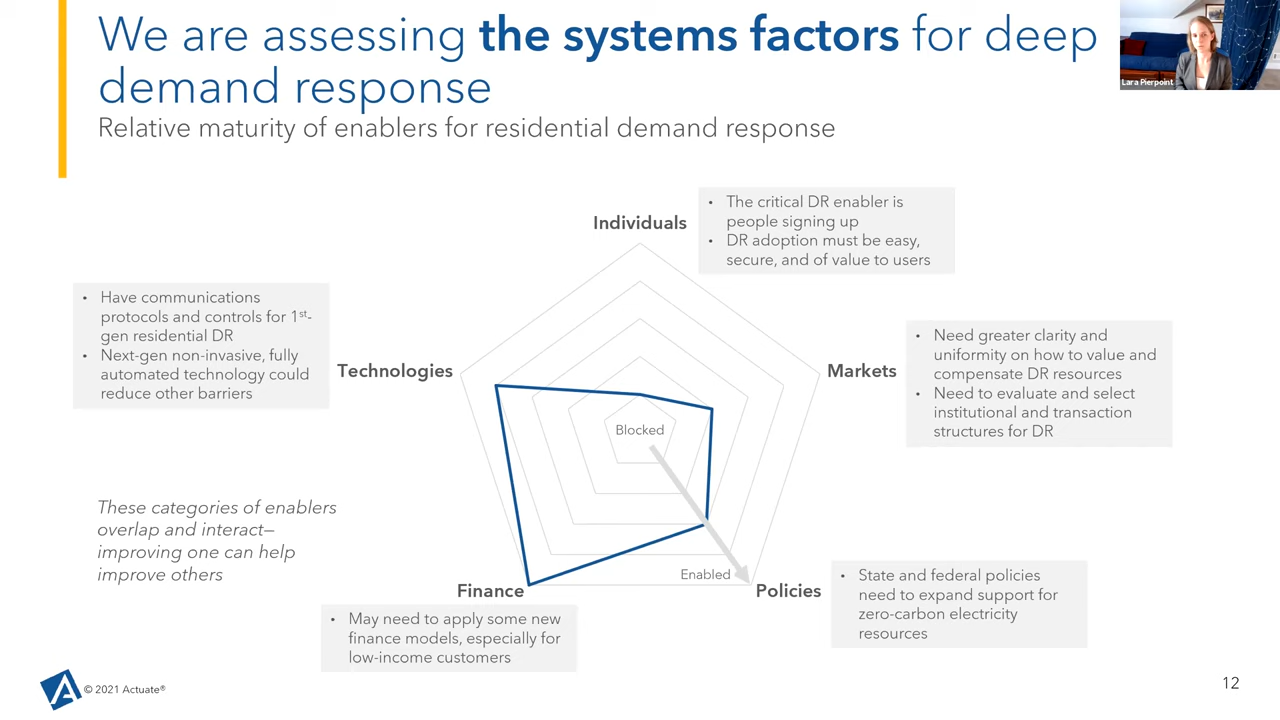 We are assessing the systems factors for deep
demand response
Relative maturity of enablers for residential demand response
Lara Pierpoint
Individuals
• The critical DR enabler is
people signing up
• DR adoption must be easy,
secure, and of value to users
• Have communications
protocols and controls for 1st-
gen residential DR
• Next-gen non-invasive, fully
automated technology could
reduce other barriers
Technologies
Markets
• Need greater clarity and
uniformity on how to value and
compensate DR resources
• Need to evaluate and select
institutional and transaction
structures for DR
Blocked
These categories of enablers
overlap and interact—
improving one can help
improve others
Enabled
Finance
• May need to apply some new
finance models, especially for
low-income customers
Policies
• State and federal policies
need to expand support for
zero-carbon electricity
resources
© 2021 Actuate®
12